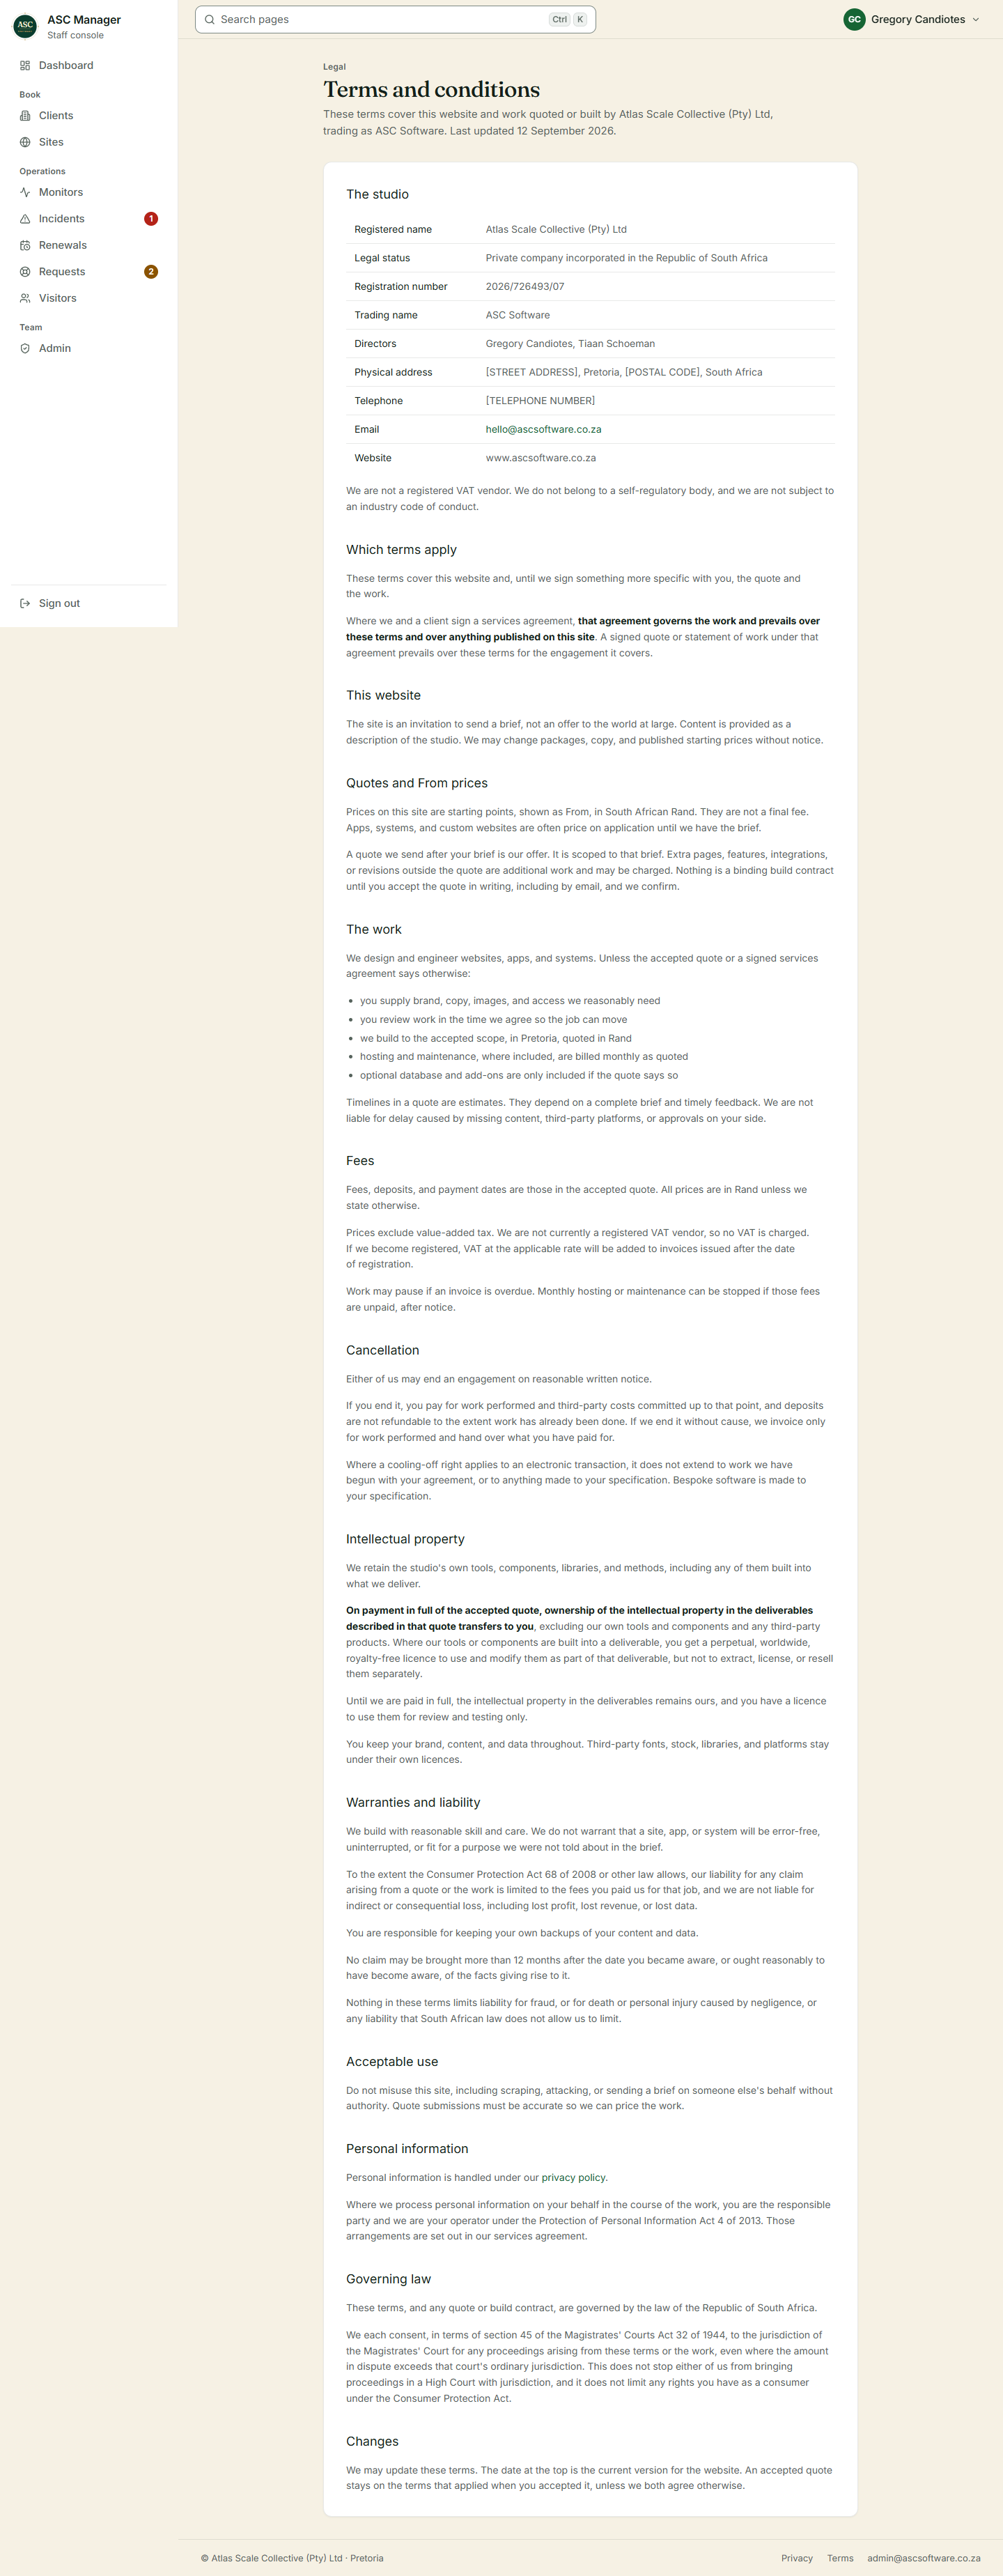 ASC
ASC Manager
Staff console
Dashboard
Book
Clients
Sites
Operations
Monitors
Incidents 1
Renewals
Requests 2
Visitors
Team
Admin
Sign out
Search pages Ctrl K
GC Gregory Candiotes
Legal
Terms and conditions
These terms cover this website and work quoted or built by Atlas Scale Collective (Pty) Ltd,
trading as ASC Software. Last updated 12 September 2026.
The studio
Registered name Atlas Scale Collective (Pty) Ltd
Legal status Private company incorporated in the Republic of South Africa
Registration number 2026/726493/07
Trading name ASC Software
Directors Gregory Candiotes, Tiaan Schoeman
Physical address [STREET ADDRESS], Pretoria, [POSTAL CODE], South Africa
Telephone [TELEPHONE NUMBER]
Email hello@ascsoftware.co.za
Website www.ascsoftware.co.za
We are not a registered VAT vendor. We do not belong to a self-regulatory body, and we are not subject to
an industry code of conduct.
Which terms apply
These terms cover this website and, until we sign something more specific with you, the quote and
the work.
Where we and a client sign a services agreement, that agreement governs the work and prevails over
these terms and over anything published on this site. A signed quote or statement of work under that
agreement prevails over these terms for the engagement it covers.
This website
The site is an invitation to send a brief, not an offer to the world at large. Content is provided as a
description of the studio. We may change packages, copy, and published starting prices without notice.
Quotes and From prices
Prices on this site are starting points, shown as From, in South African Rand. They are not a final fee.
Apps, systems, and custom websites are often price on application until we have the brief.
A quote we send after your brief is our offer. It is scoped to that brief. Extra pages, features, integrations,
or revisions outside the quote are additional work and may be charged. Nothing is a binding build contract
until you accept the quote in writing, including by email, and we confirm.
The work
We design and engineer websites, apps, and systems. Unless the accepted quote or a signed services
agreement says otherwise:
• you supply brand, copy, images, and access we reasonably need
• you review work in the time we agree so the job can move
• we build to the accepted scope, in Pretoria, quoted in Rand
• hosting and maintenance, where included, are billed monthly as quoted
• optional database and add-ons are only included if the quote says so
Timelines in a quote are estimates. They depend on a complete brief and timely feedback. We are not
liable for delay caused by missing content, third-party platforms, or approvals on your side.
Fees
Fees, deposits, and payment dates are those in the accepted quote. All prices are in Rand unless we
state otherwise.
Prices exclude value-added tax. We are not currently a registered VAT vendor, so no VAT is charged.
If we become registered, VAT at the applicable rate will be added to invoices issued after the date
of registration.
Work may pause if an invoice is overdue. Monthly hosting or maintenance can be stopped if those fees
are unpaid, after notice.
Cancellation
Either of us may end an engagement on reasonable written notice.
If you end it, you pay for work performed and third-party costs committed up to that point, and deposits
are not refundable to the extent work has already been done. If we end it without cause, we invoice only
for work performed and hand over what you have paid for.
Where a cooling-off right applies to an electronic transaction, it does not extend to work we have
begun with your agreement, or to anything made to your specification. Bespoke software is made to
your specification.
Intellectual property
We retain the studio's own tools, components, libraries, and methods, including any of them built into
what we deliver.
On payment in full of the accepted quote, ownership of the intellectual property in the deliverables
described in that quote transfers to you, excluding our own tools and components and any third-party
products. Where our tools or components are built into a deliverable, you get a perpetual, worldwide,
royalty-free licence to use and modify them as part of that deliverable, but not to extract, license, or resell
them separately.
Until we are paid in full, the intellectual property in the deliverables remains ours, and you have a licence
to use them for review and testing only.
You keep your brand, content, and data throughout. Third-party fonts, stock, libraries, and platforms stay
under their own licences.
Warranties and liability
We build with reasonable skill and care. We do not warrant that a site, app, or system will be error-free,
uninterrupted, or fit for a purpose we were not told about in the brief.
To the extent the Consumer Protection Act 68 of 2008 or other law allows, our liability for any claim
arising from a quote or the work is limited to the fees you paid us for that job, and we are not liable for
indirect or consequential loss, including lost profit, lost revenue, or lost data.
You are responsible for keeping your own backups of your content and data.
No claim may be brought more than 12 months after the date you became aware, or ought reasonably to
have become aware, of the facts giving rise to it.
Nothing in these terms limits liability for fraud, or for death or personal injury caused by negligence, or
any liability that South African law does not allow us to limit.
Acceptable use
Do not misuse this site, including scraping, attacking, or sending a brief on someone else's behalf without
authority. Quote submissions must be accurate so we can price the work.
Personal information
Personal information is handled under our privacy policy.
Where we process personal information on your behalf in the course of the work, you are the responsible
party and we are your operator under the Protection of Personal Information Act 4 of 2013. Those
arrangements are set out in our services agreement.
Governing law
These terms, and any quote or build contract, are governed by the law of the Republic of South Africa.
We each consent, in terms of section 45 of the Magistrates' Courts Act 32 of 1944, to the jurisdiction of
the Magistrates' Court for any proceedings arising from these terms or the work, even where the amount
in dispute exceeds that court's ordinary jurisdiction. This does not stop either of us from bringing
proceedings in a High Court with jurisdiction, and it does not limit any rights you have as a consumer
under the Consumer Protection Act.
Changes
We may update these terms. The date at the top is the current version for the website. An accepted quote
stays on the terms that applied when you accepted it, unless we both agree otherwise.
© Atlas Scale Collective (Pty) Ltd · Pretoria
Privacy Terms admin@ascsoftware.co.za